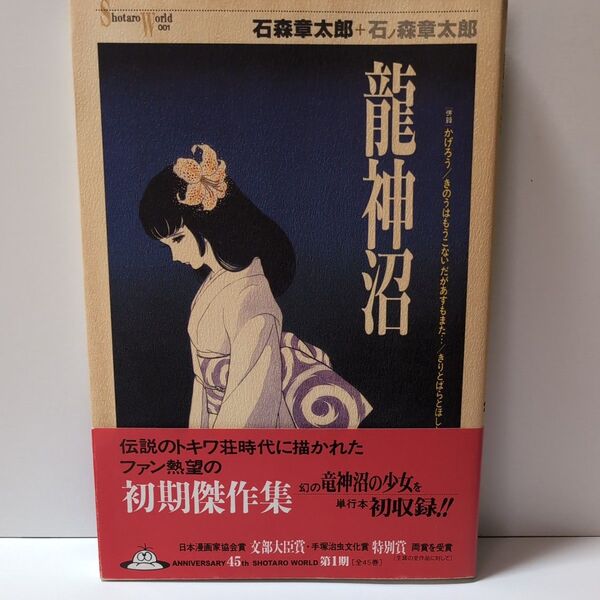 Shotaro World
001
石森章太郎+石ノ森章太郎
龍神沼
[併録] かげろう/きのうはもうこない だがあすもまた…/きりとばらとほし
伝説のトキワ荘時代に描かれた
ファン熱望の
初期傑作集
幻の竜神沼の少女を
単行本初収録!!
日本漫画家協会賞 文部大臣賞・手塚治虫文化賞 特別賞 両賞を受賞
ANNIVERSARY 45th SHOTARO WORLD 第1期 [全45巻]